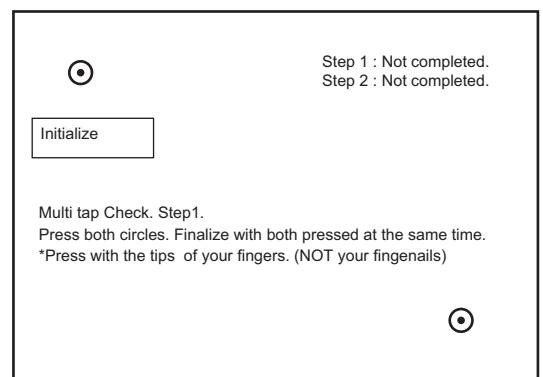 Step 1 : Not completed.
Step 2 : Not completed.
Initialize
Multi tap Check. Step1.
Press both circles. Finalize with both pressed at the same time.
*Press with the tips of your fingers. (NOT your fingenails)